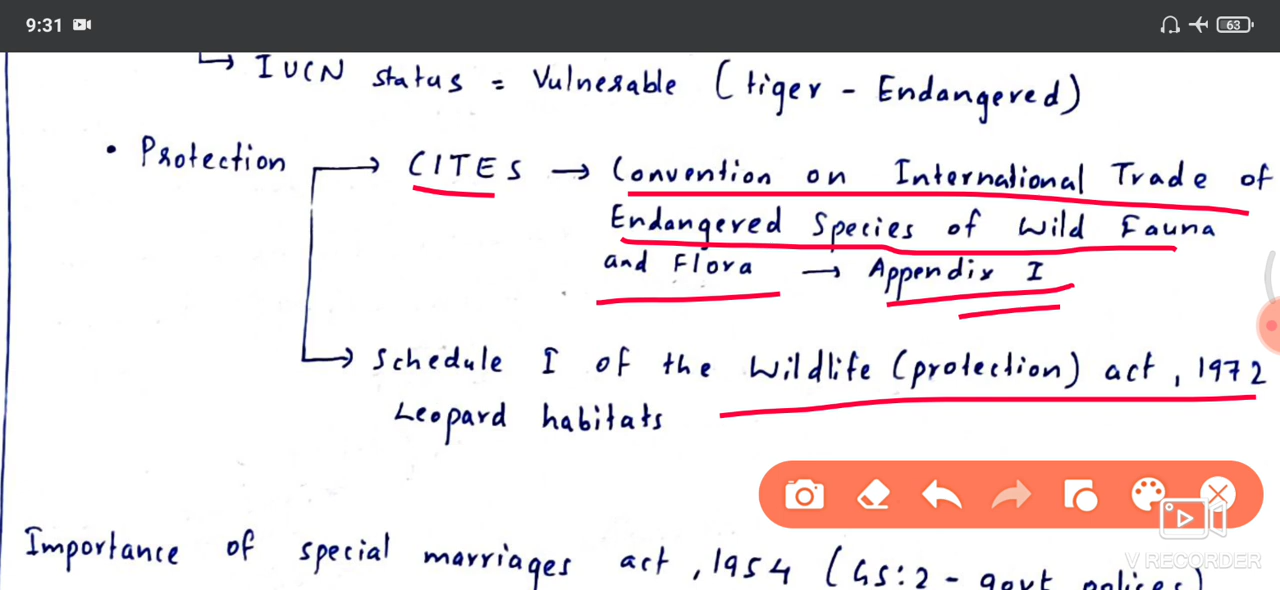 9:31 63
IUCN status = Vulnerable (tiger - Endangered)
• Protection → CITES → Convention on International Trade of
Endangered Species of Wild Fauna
and Flora → Appendix I
→ Schedule I of the Wildlife (protection) act, 1972
Leopard habitats
V RECORDER
Importance of special marriages act, 1954 (GS:2 - govt polices)